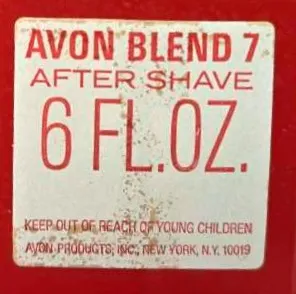 AVON BLEND 7
AFTER SHAVE
6 FL.OZ.
KEEP OUT OF REACH OF YOUNG CHILDREN
AVON PRODUCTS, INC., NEW YORK, N.Y. 10019